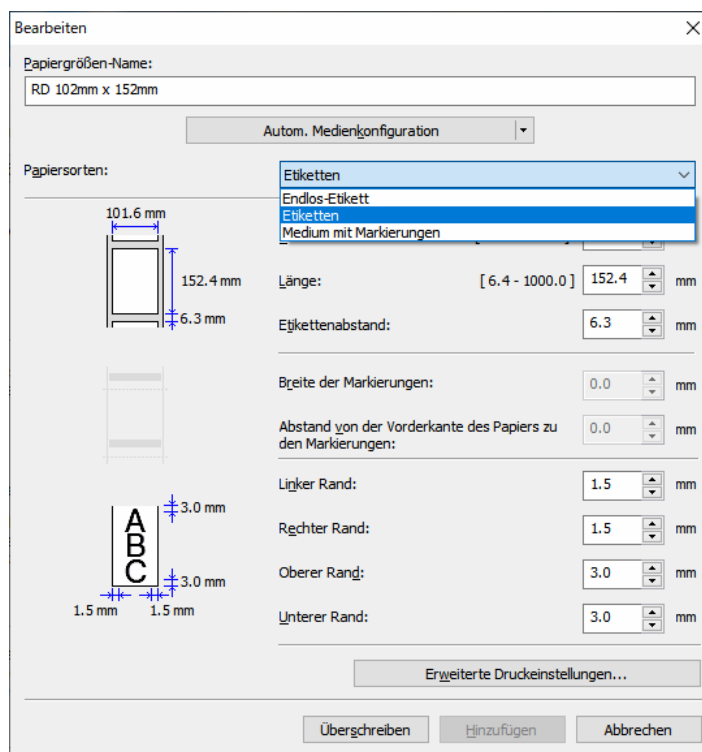 Bearbeiten
Papiergrößen-Name:
RD 102mm x 152mm
Autom. Medienkonfiguration
Papiersorten:
Etiketten
Endlos-Etikett
Etiketten
Medium mit Markierungen
101.6 mm
152.4 mm
6.3 mm
Länge: [ 6.4 - 1000.0 ] 152.4 mm
Etikettenabstand: 6.3 mm
Breite der Markierungen: 0.0 mm
Abstand von der Vorderkante des Papiers zu 0.0 mm
den Markierungen:
Linker Rand: 1.5 mm
Rechter Rand: 1.5 mm
Oberer Rand: 3.0 mm
Unterer Rand: 3.0 mm
3.0 mm
A
B
C
3.0 mm
1.5 mm 1.5 mm
Erweiterte Druckeinstellungen...
Überschreiben Hinzufügen Abbrechen